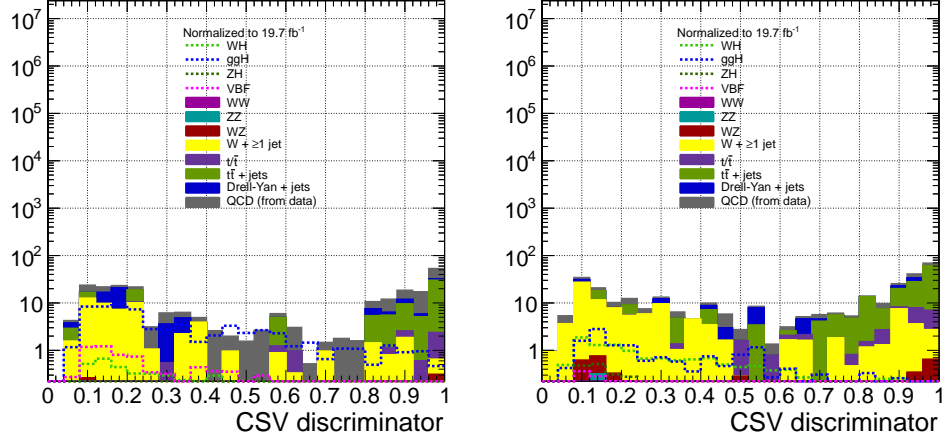 10^7
10^6
10^5
10^4
10^3
10^2
10
1
Normalized to 19.7 fb^-1
WH
ggH
ZH
VBF
WW
ZZ
WZ
W + ≥1 jet
t/t̄
tt̄ + jets
Drell-Yan + jets
QCD (from data)
0 0.1 0.2 0.3 0.4 0.5 0.6 0.7 0.8 0.9 1
CSV discriminator
10^7
10^6
10^5
10^4
10^3
10^2
10
1
Normalized to 19.7 fb^-1
WH
ggH
ZH
VBF
WW
ZZ
WZ
W + ≥1 jet
t/t̄
tt̄ + jets
Drell-Yan + jets
QCD (from data)
0 0.1 0.2 0.3 0.4 0.5 0.6 0.7 0.8 0.9 1
CSV discriminator